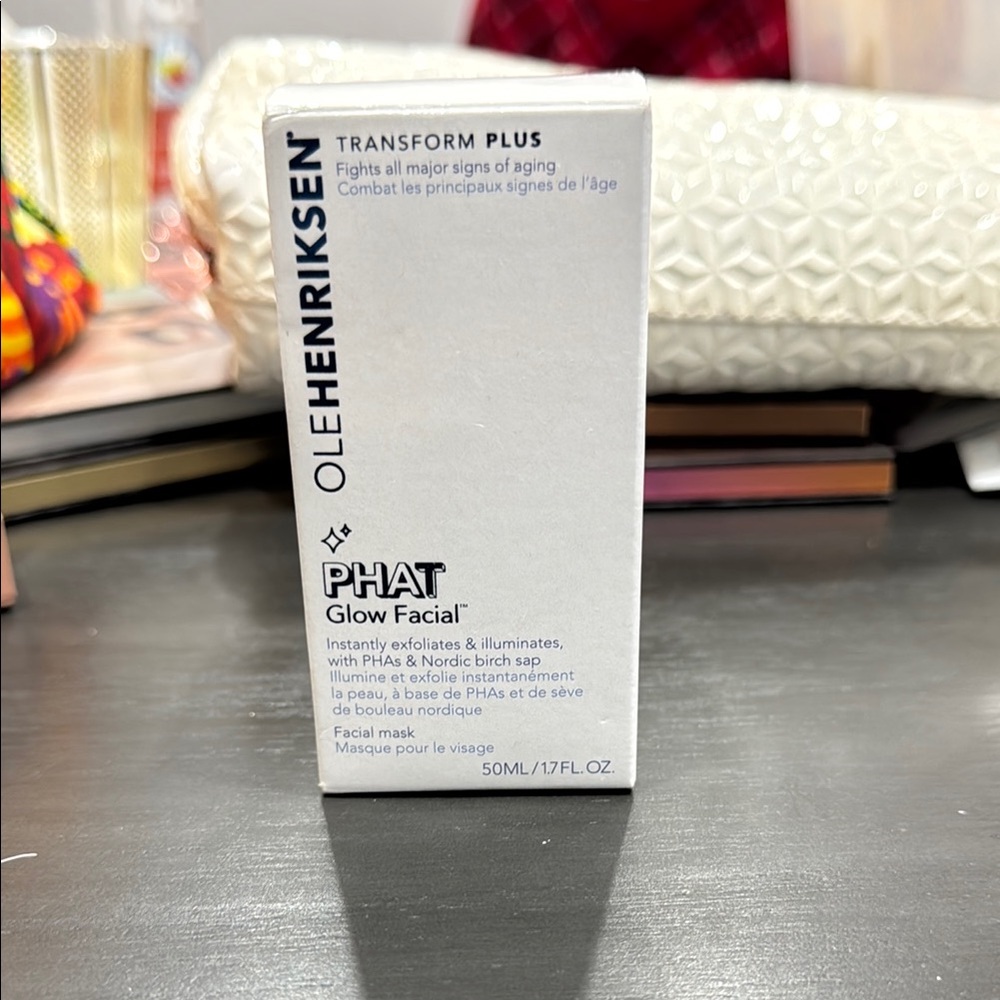 OLEHENRIKSEN®
TRANSFORM PLUS
Fights all major signs of aging
Combat les principaux signes de l'âge
PHAT
Glow Facial™
Instantly exfoliates & illuminates,
with PHAs & Nordic birch sap
Illumine et exfolie instantanément
la peau, à base de PHAs et de sève
de bouleau nordique
Facial mask
Masque pour le visage
50ML/1.7FL.OZ.